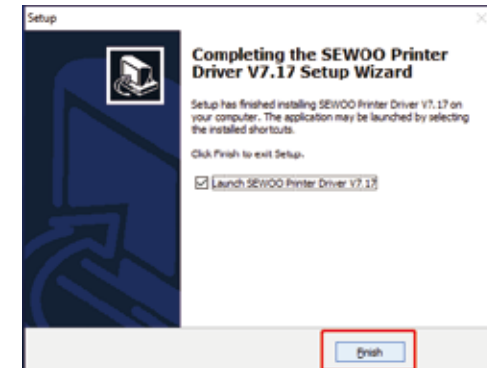 Setup
Completing the SEWOO Printer
Driver V7.17 Setup Wizard
Setup has finished installing SEWOO Printer Driver V7.17 on
your computer. The application may be launched by selecting
the installed shortcuts.
Click Finish to exit Setup.
Launch SEWOO Printer Driver V7.17
Finish